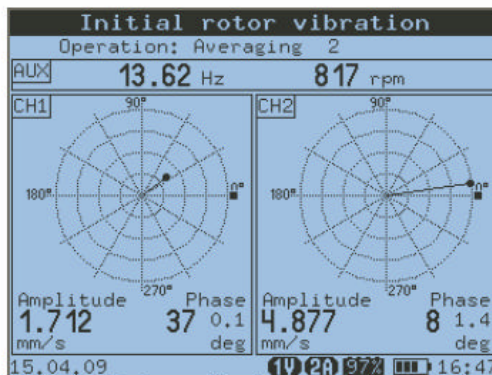 Initial rotor vibration
Operation: Averaging 2
AUX 13.62 Hz 817 rpm
CH1 90° 180° 0° 270°
Amplitude Phase
1.712 37 0.1
mm/s deg
CH2 90° 180° 0° 270°
Amplitude Phase
4.877 8 1.4
mm/s deg
15.04.09 1V 2A 97% 16:47